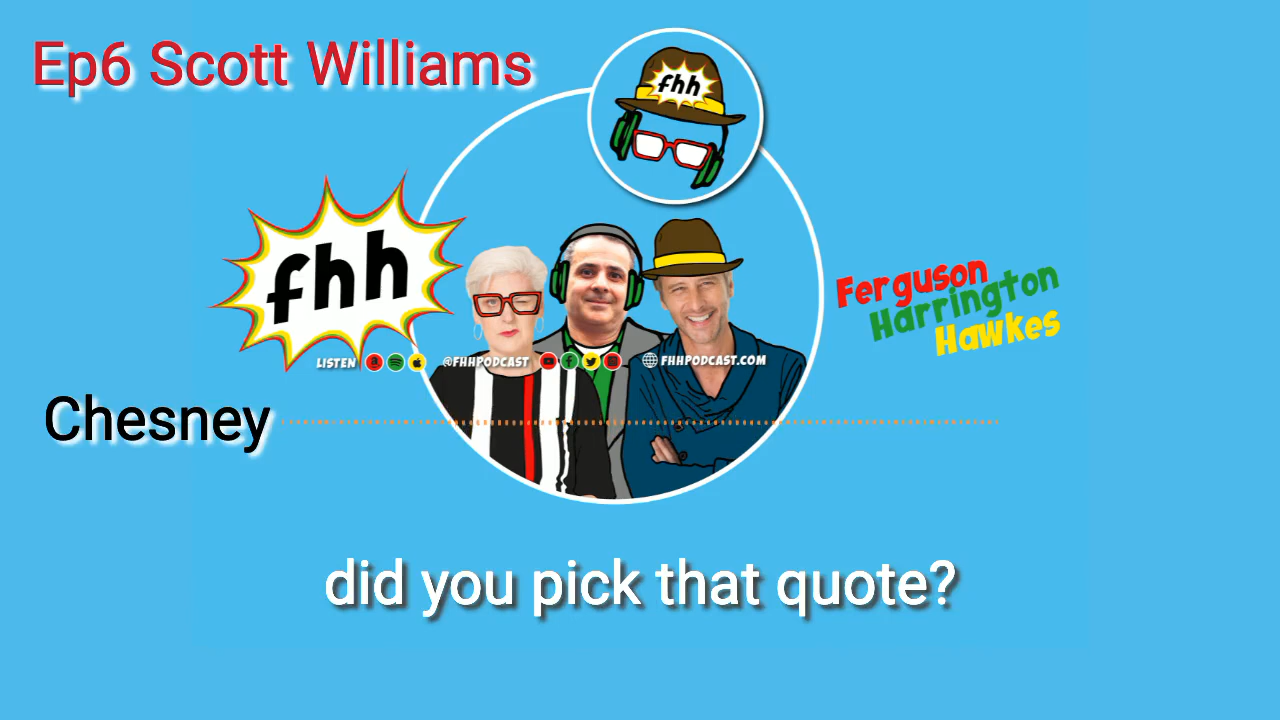 Ep6 Scott Williams
fhh
fhh
Ferguson
Harrington
Hawkes
LISTEN
@FHHPODCAST
FHHPODCAST.COM
Chesney
did you pick that quote?